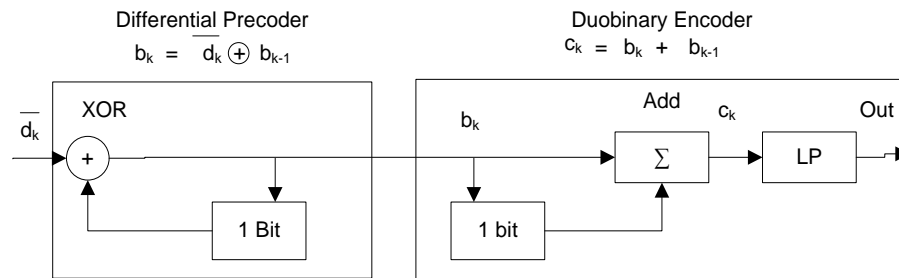 Differential Precoder
b_k = d̅_k ⊕ b_k-1
Duobinary Encoder
c_k = b_k + b_k-1
XOR
d̅_k
+
1 Bit
b_k
1 bit
Add
Σ
c_k
LP
Out